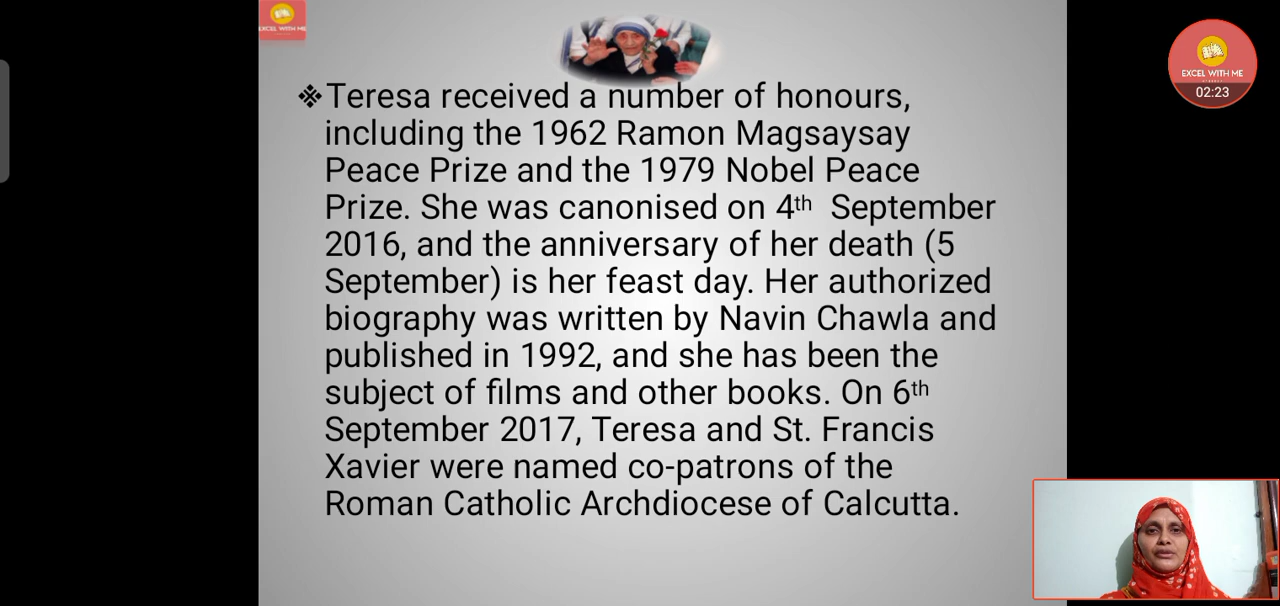 EXCEL WITH ME
❖Teresa received a number of honours,
including the 1962 Ramon Magsaysay
Peace Prize and the 1979 Nobel Peace
Prize. She was canonised on 4th September
2016, and the anniversary of her death (5
September) is her feast day. Her authorized
biography was written by Navin Chawla and
published in 1992, and she has been the
subject of films and other books. On 6th
September 2017, Teresa and St. Francis
Xavier were named co-patrons of the
Roman Catholic Archdiocese of Calcutta.
EXCEL WITH ME
02:23